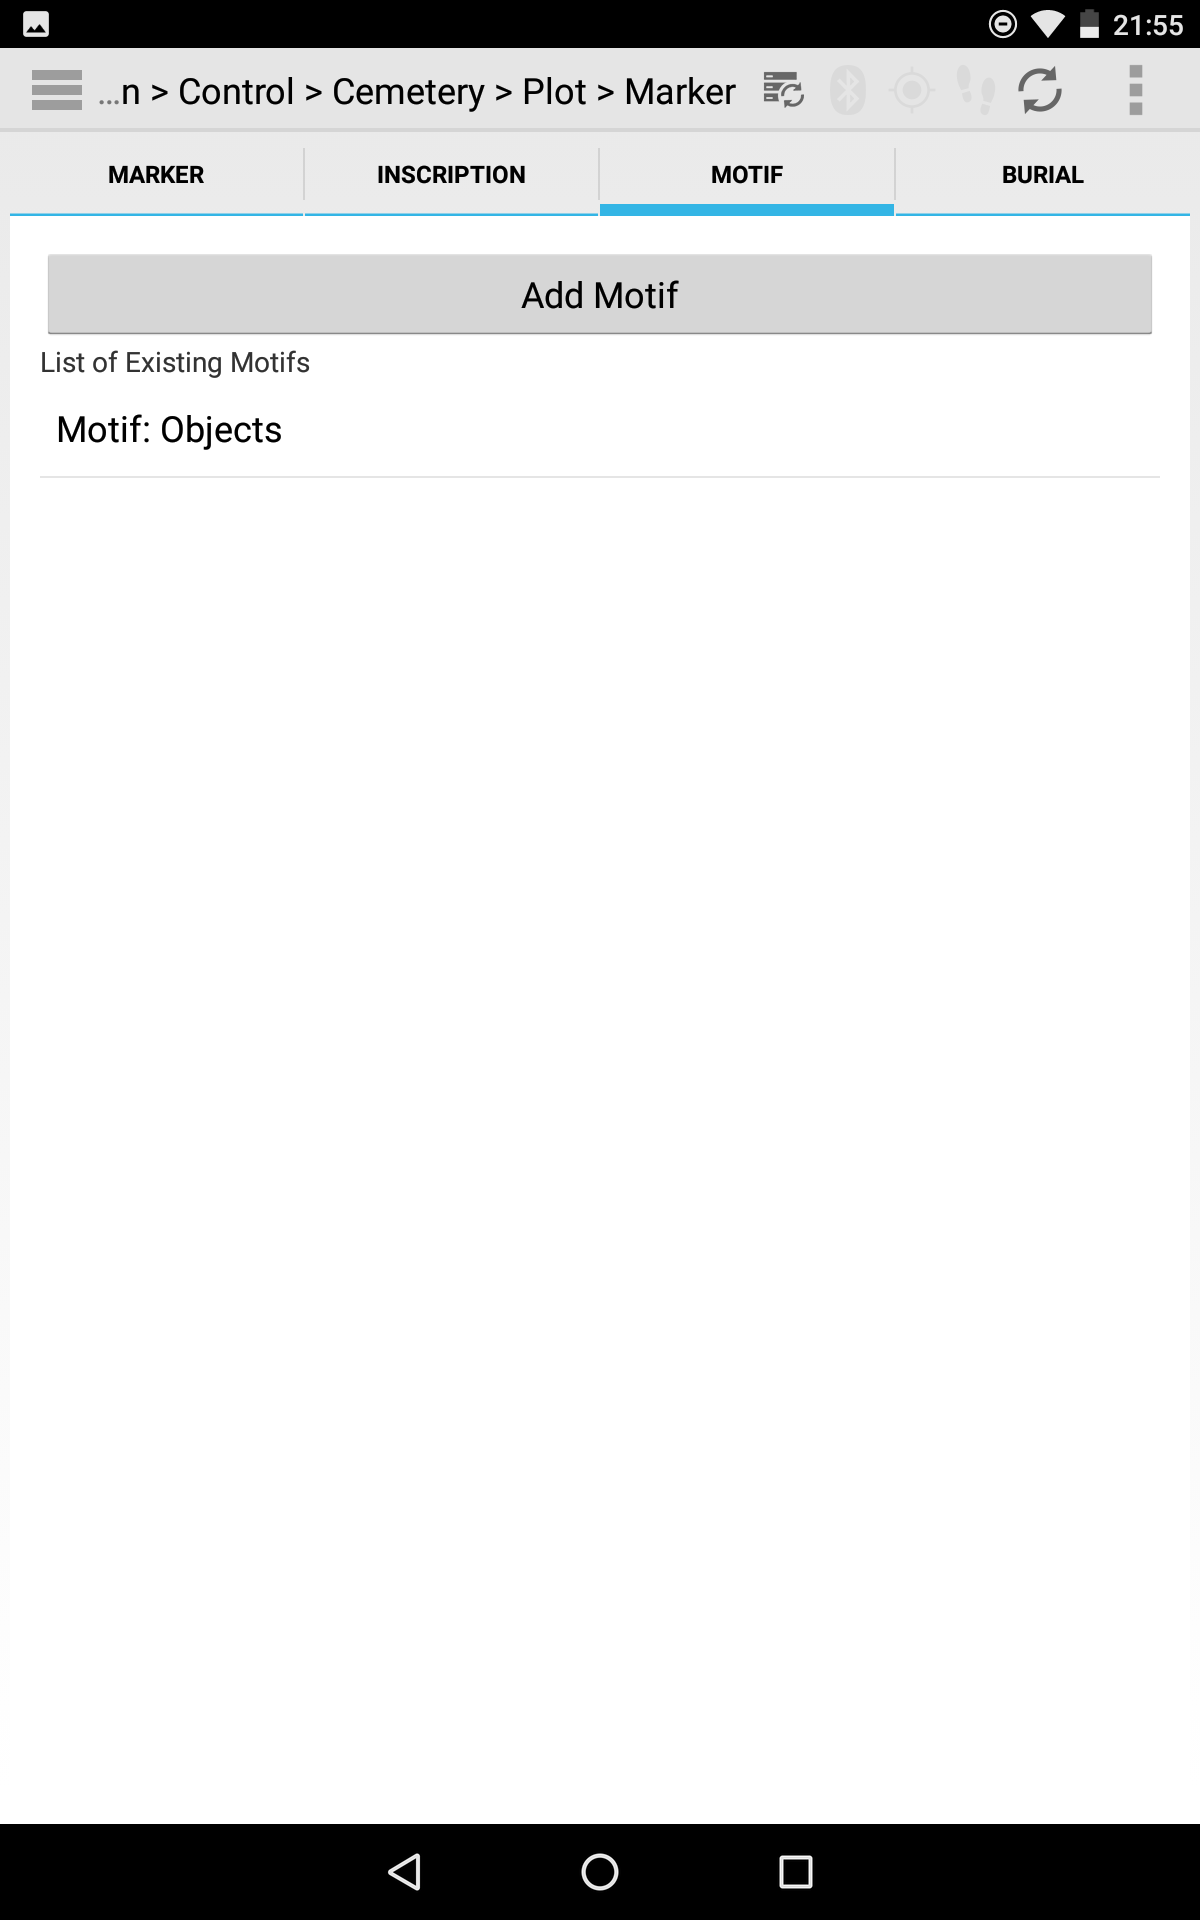 21:55
...n > Control > Cemetery > Plot > Marker
MARKER INSCRIPTION MOTIF BURIAL
Add Motif
List of Existing Motifs
Motif: Objects